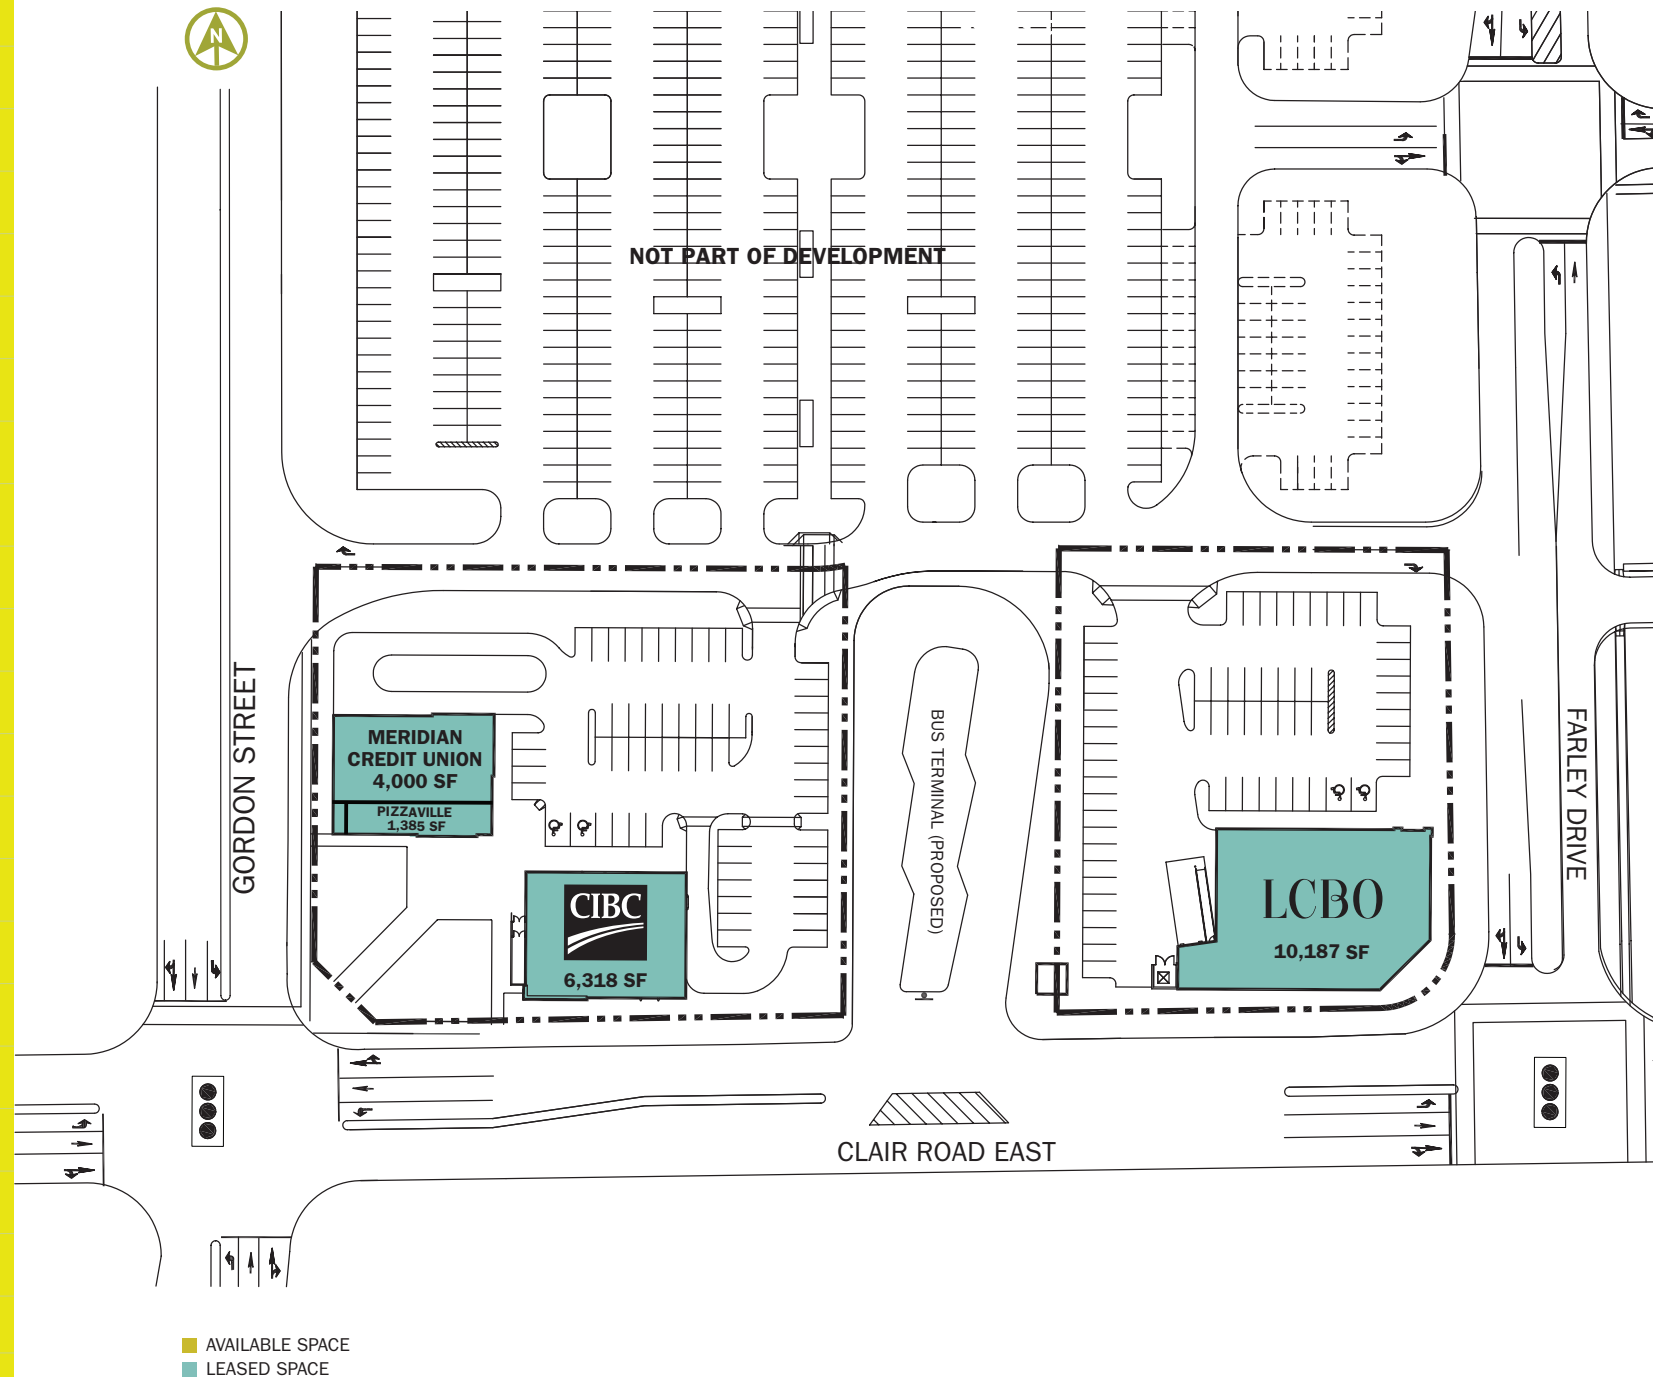 N
NOT PART OF DEVELOPMENT
GORDON STREET
MERIDIAN
CREDIT UNION
4,000 SF
PIZZAVILLE
1,385 SF
CIBC
6,318 SF
BUS TERMINAL (PROPOSED)
LCBO
10,187 SF
FARLEY DRIVE
CLAIR ROAD EAST
AVAILABLE SPACE
LEASED SPACE